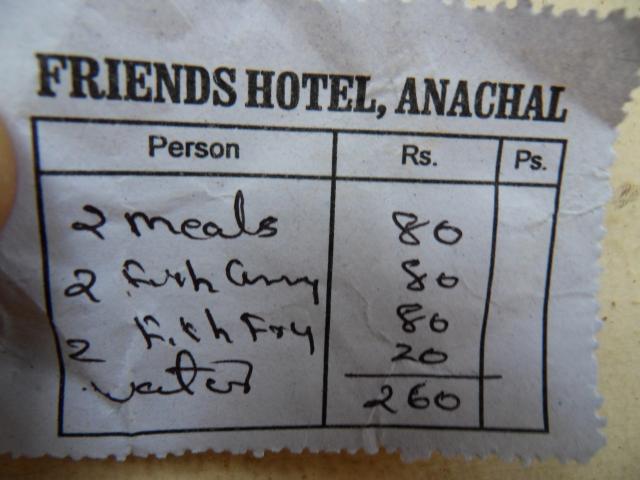 FRIENDS HOTEL, ANACHAL
Person Rs. Ps.
2 meals 80
2 Fish Curry 80
2 Fish Fry 80
water 20
260